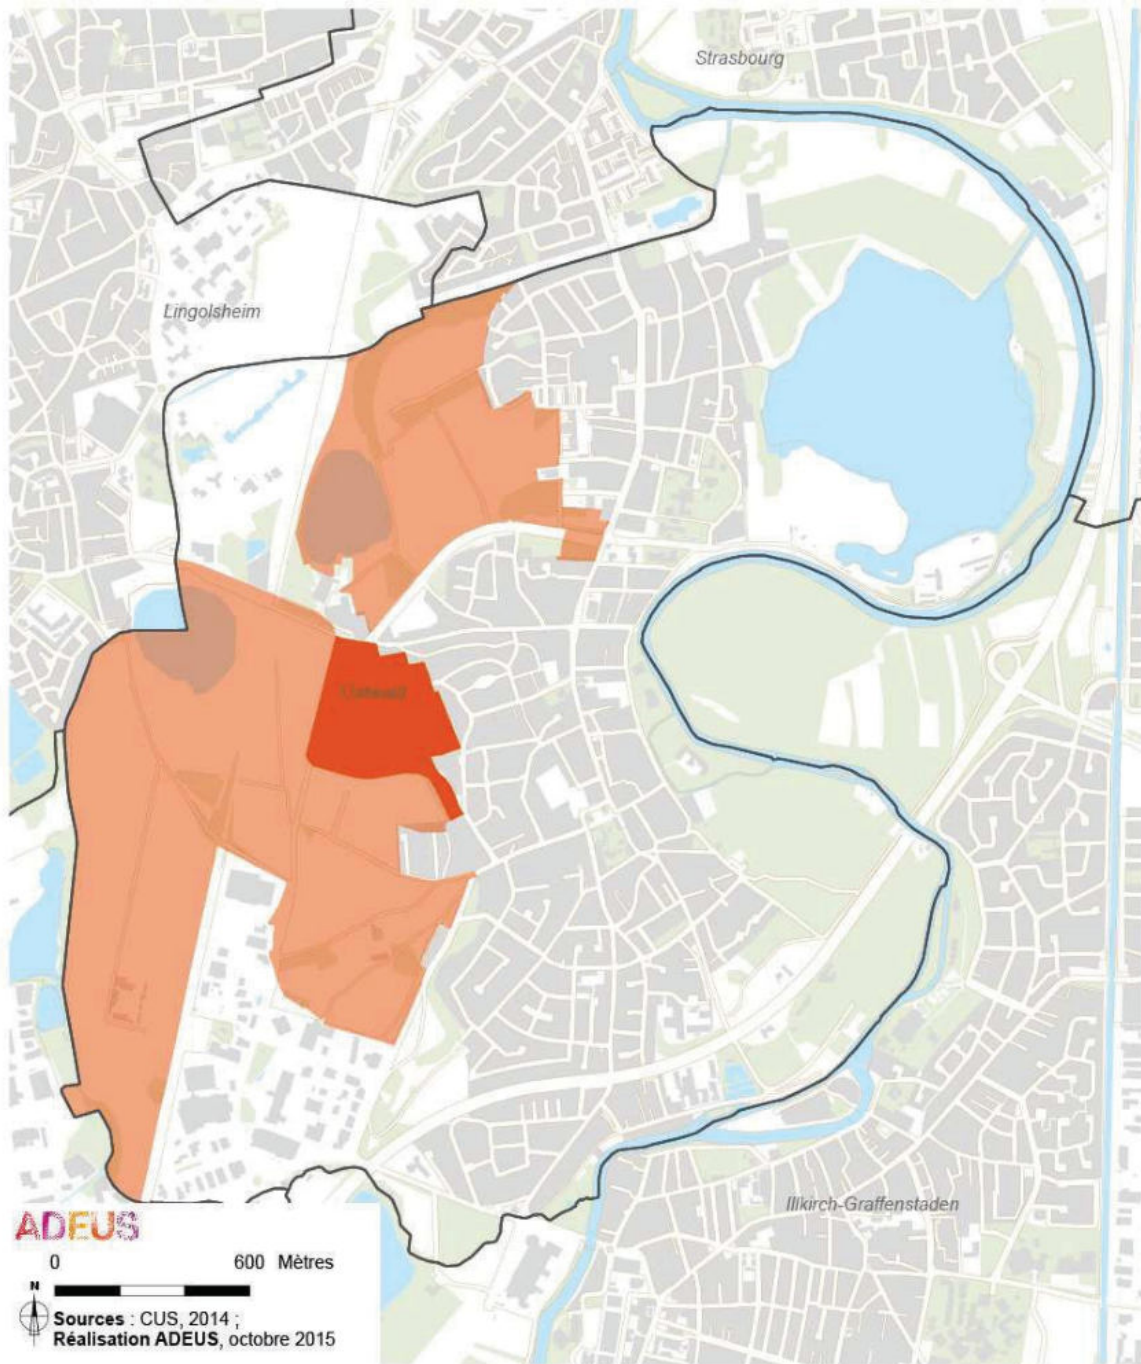 Strasbourg
Lingolsheim
Illkirch-Graffenstaden
ADEUS
0 600 Mètres
N
Sources : CUS, 2014 ;
Réalisation ADEUS, octobre 2015